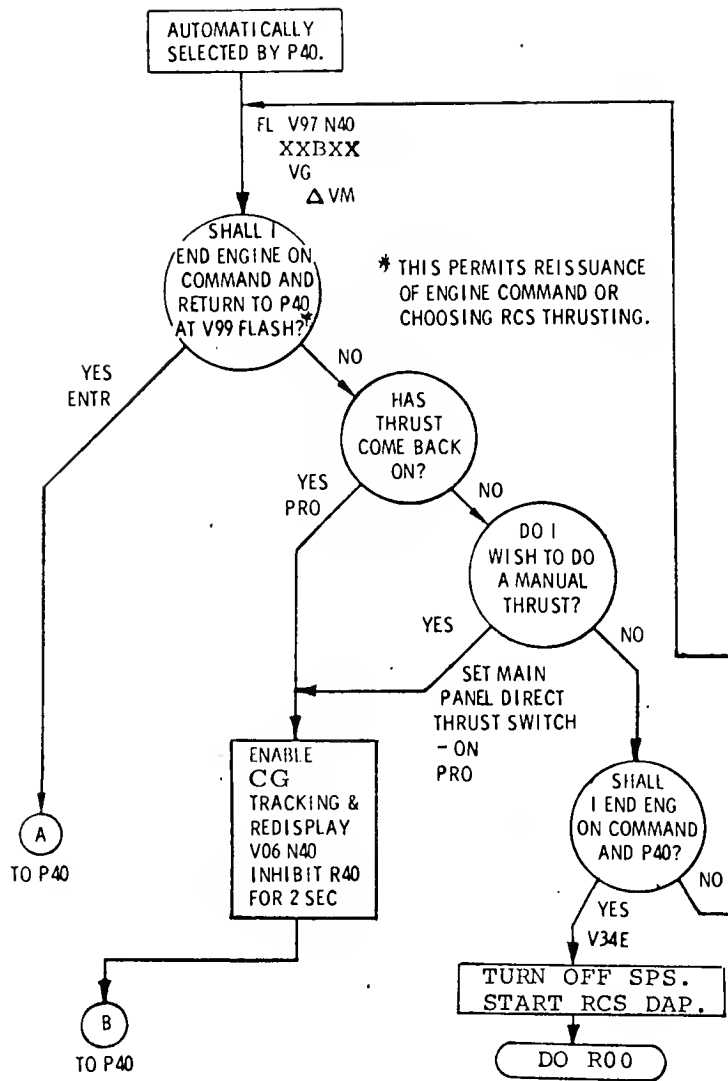 AUTOMATICALLY
SELECTED BY P40.
FL V97 N40
XXBXX
VG
Δ VM
SHALL I
END ENGINE ON
COMMAND AND
RETURN TO P40
AT V99 FLASH?*
* THIS PERMITS REISSUANCE
OF ENGINE COMMAND OR
CHOOSING RCS THRUSTING.
YES
ENTR
NO
HAS
THRUST
COME BACK
ON?
YES
PRO
NO
DO I
WISH TO DO
A MANUAL
THRUST?
YES
NO
SET MAIN
PANEL DIRECT
THRUST SWITCH
- ON
PRO
ENABLE
CG
TRACKING &
REDISPLAY
V06 N40
INHIBIT R40
FOR 2 SEC
SHALL
I END ENG
ON COMMAND
AND P40?
A
TO P40
NO
YES
V34E
TURN OFF SPS.
START RCS DAP.
B
TO P40
DO R00